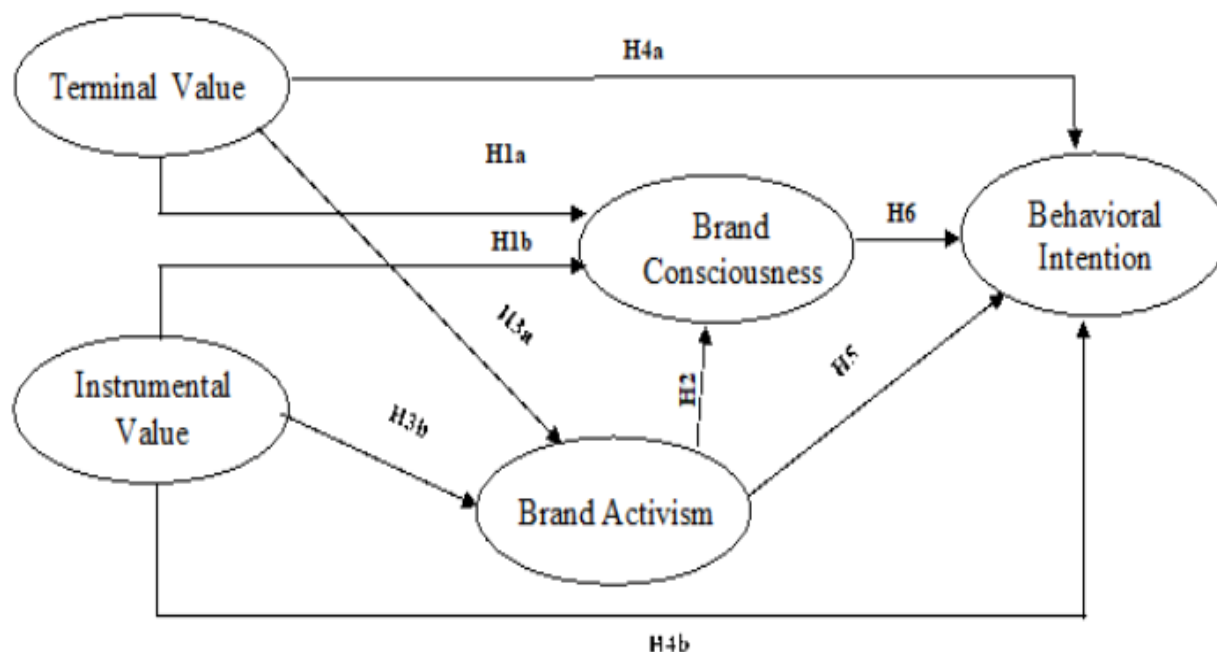 H4a
Terminal Value
H1a
Brand
Consciousness
H6
Behavioral
Intention
H1b
H3a
Instrumental
Value
H3b
H2
H5
Brand Activism
H4b